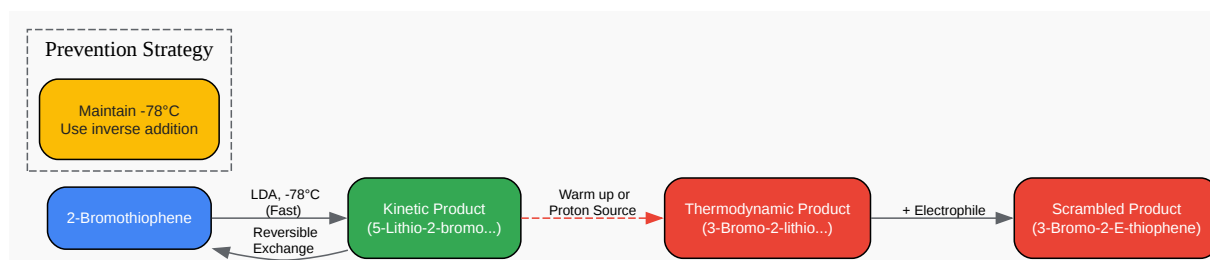 Prevention Strategy
Maintain -78°C
Use inverse addition
2-Bromothiophene
LDA, -78°C
(Fast)
Reversible
Exchange
Kinetic Product
(5-Lithio-2-bromo...)
Warm up or
Proton Source
Thermodynamic Product
(3-Bromo-2-lithio...)
+ Electrophile
Scrambled Product
(3-Bromo-2-E-thiophene)